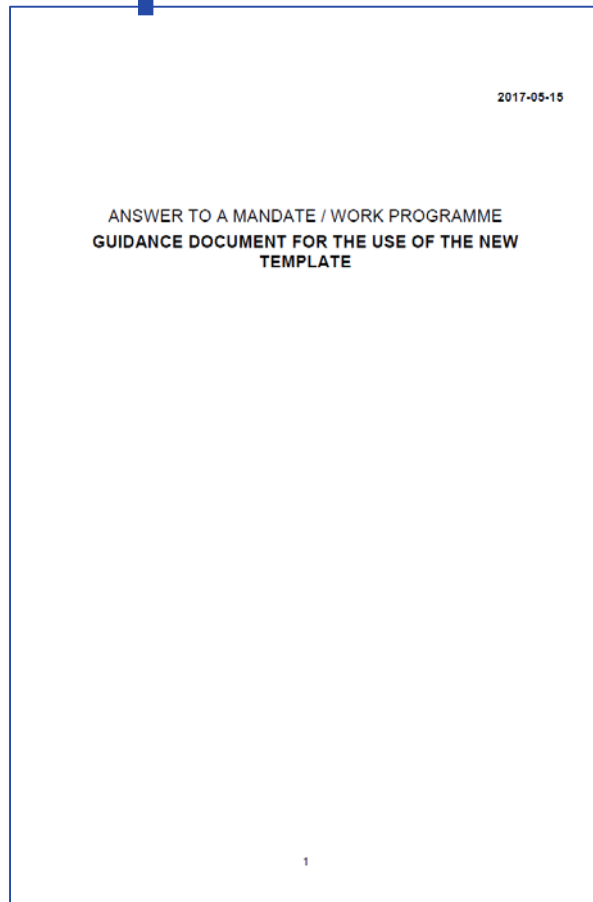 2017-05-15
ANSWER TO A MANDATE / WORK PROGRAMME
GUIDANCE DOCUMENT FOR THE USE OF THE NEW
TEMPLATE
1